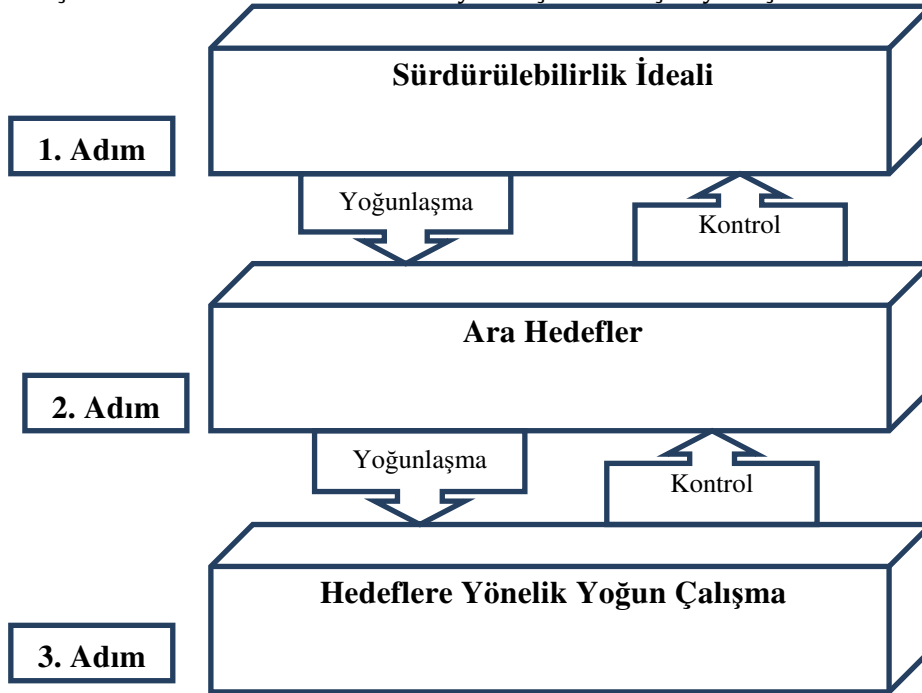 Sürdürülebilirlik İdeali
1. Adım
Yoğunlaşma
Kontrol
Ara Hedefler
2. Adım
Yoğunlaşma
Kontrol
Hedeflere Yönelik Yoğun Çalışma
3. Adım